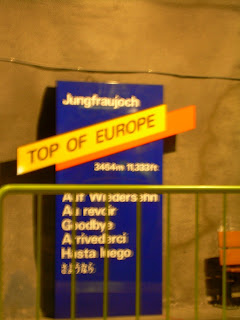 Jungfraujoch
TOP OF EUROPE
3454m 11,333ft
Auf Wiedersehn
Au revoir
Goodbye
Arrivederci
Hasta luego